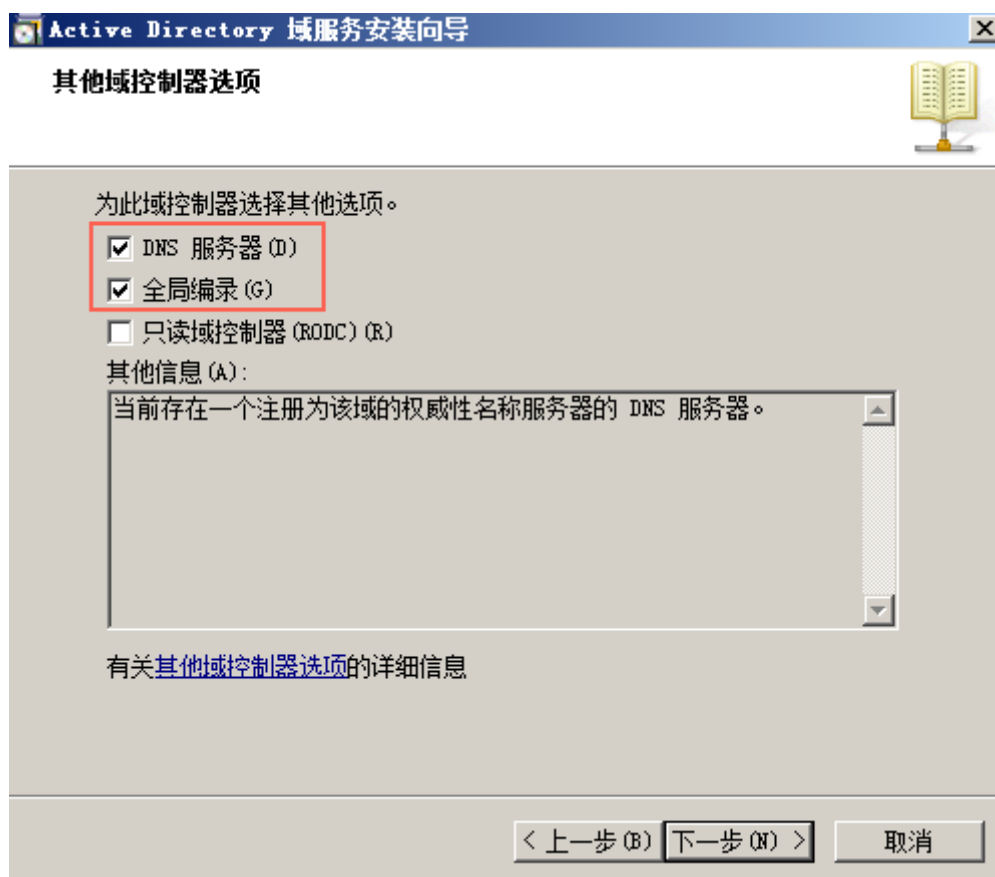 Active Directory 域服务安装向导
其他域控制器选项
为此域控制器选择其他选项。
DNS 服务器(D)
全局编录(G)
只读域控制器(RODC)(R)
其他信息(A):
当前存在一个注册为该域的权威性名称服务器的 DNS 服务器。
有关其他域控制器选项的详细信息
< 上一步(B) 下一步(N) > 取消